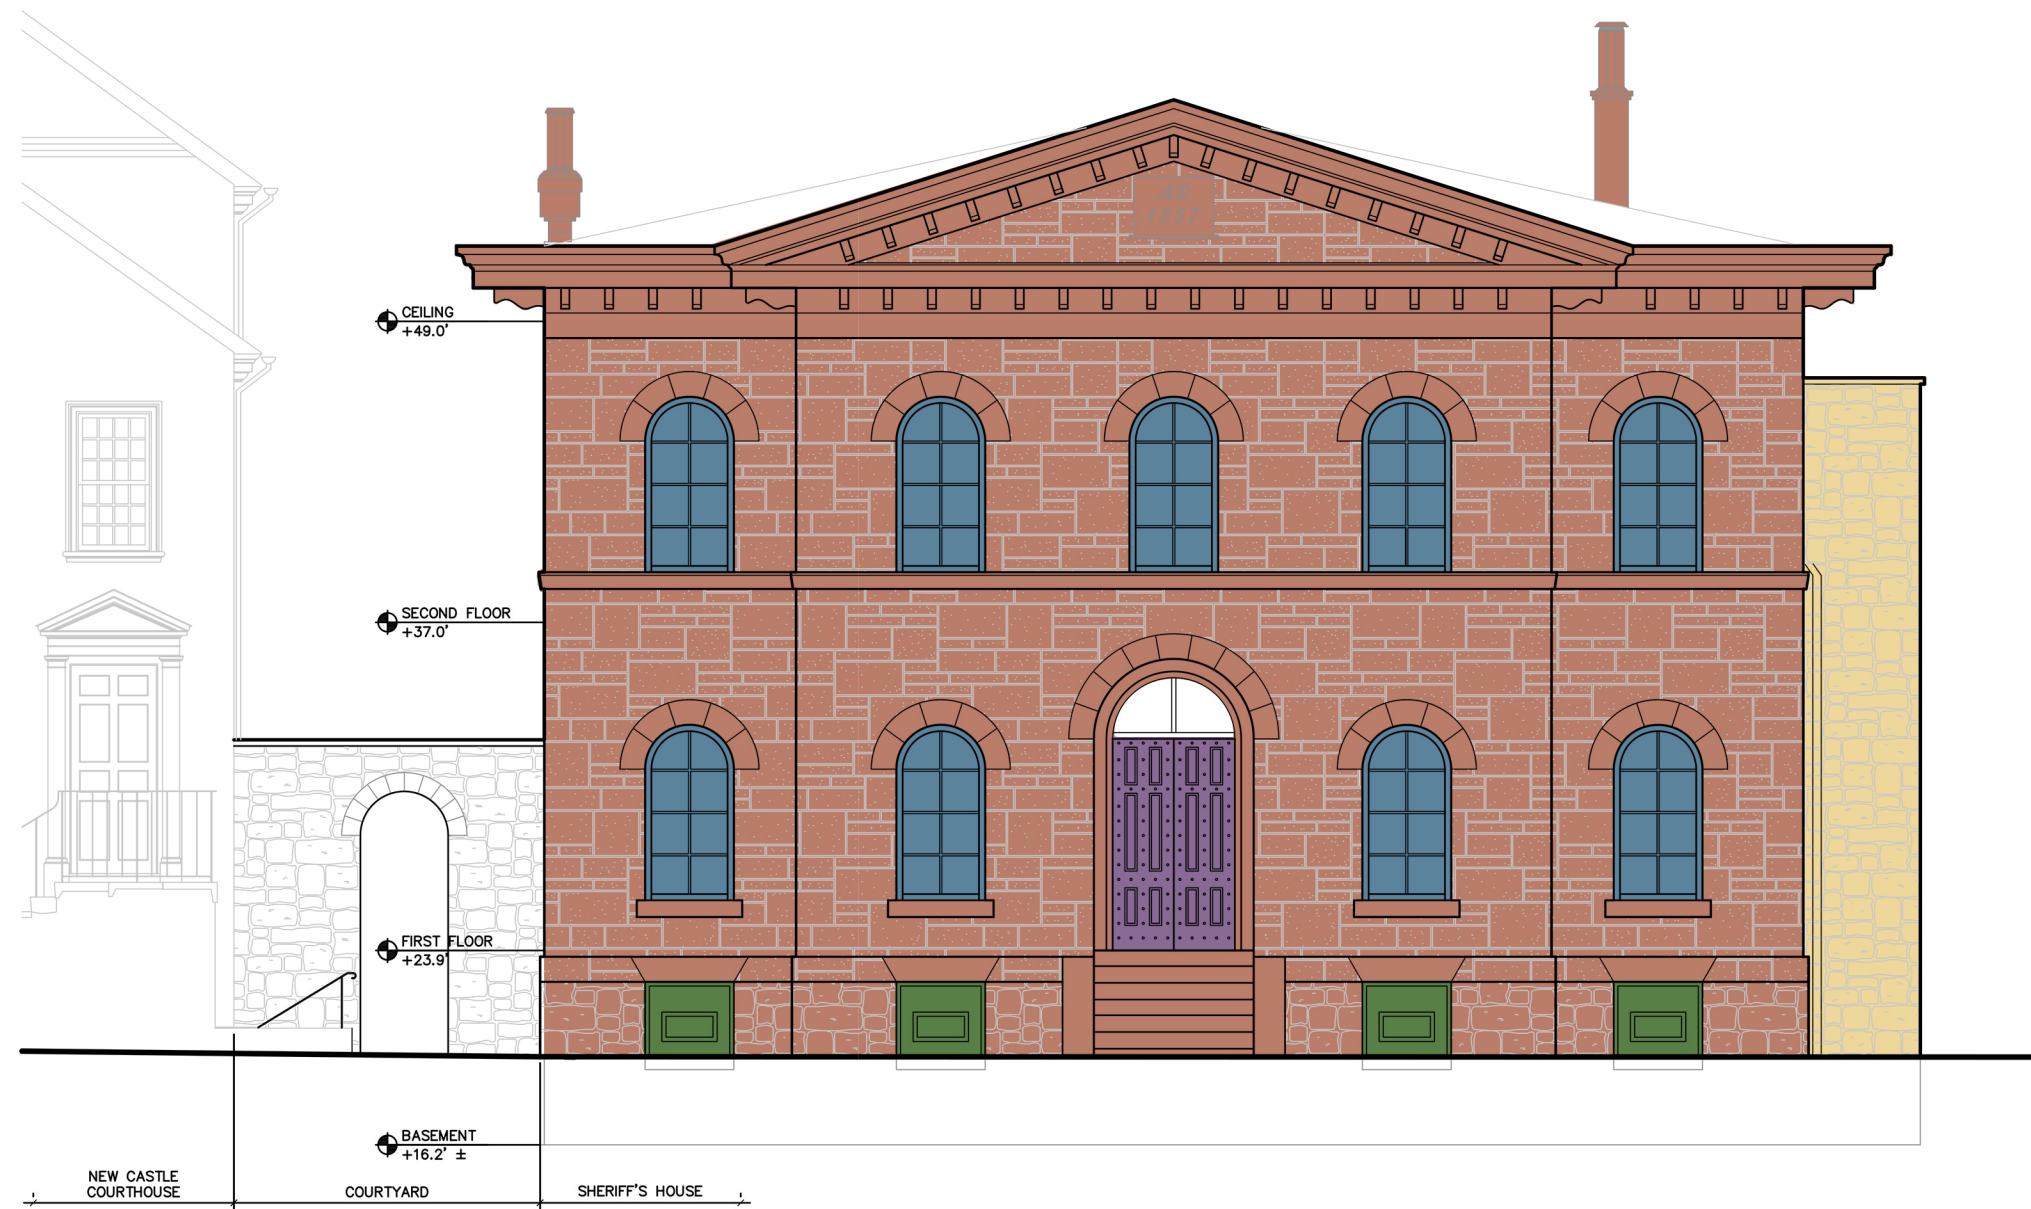 1857
CEILING
+49.0'
SECOND FLOOR
+37.0'
FIRST FLOOR
+23.9'
BASEMENT
+16.2' ±
NEW CASTLE
COURTHOUSE
COURTYARD
SHERIFF'S HOUSE